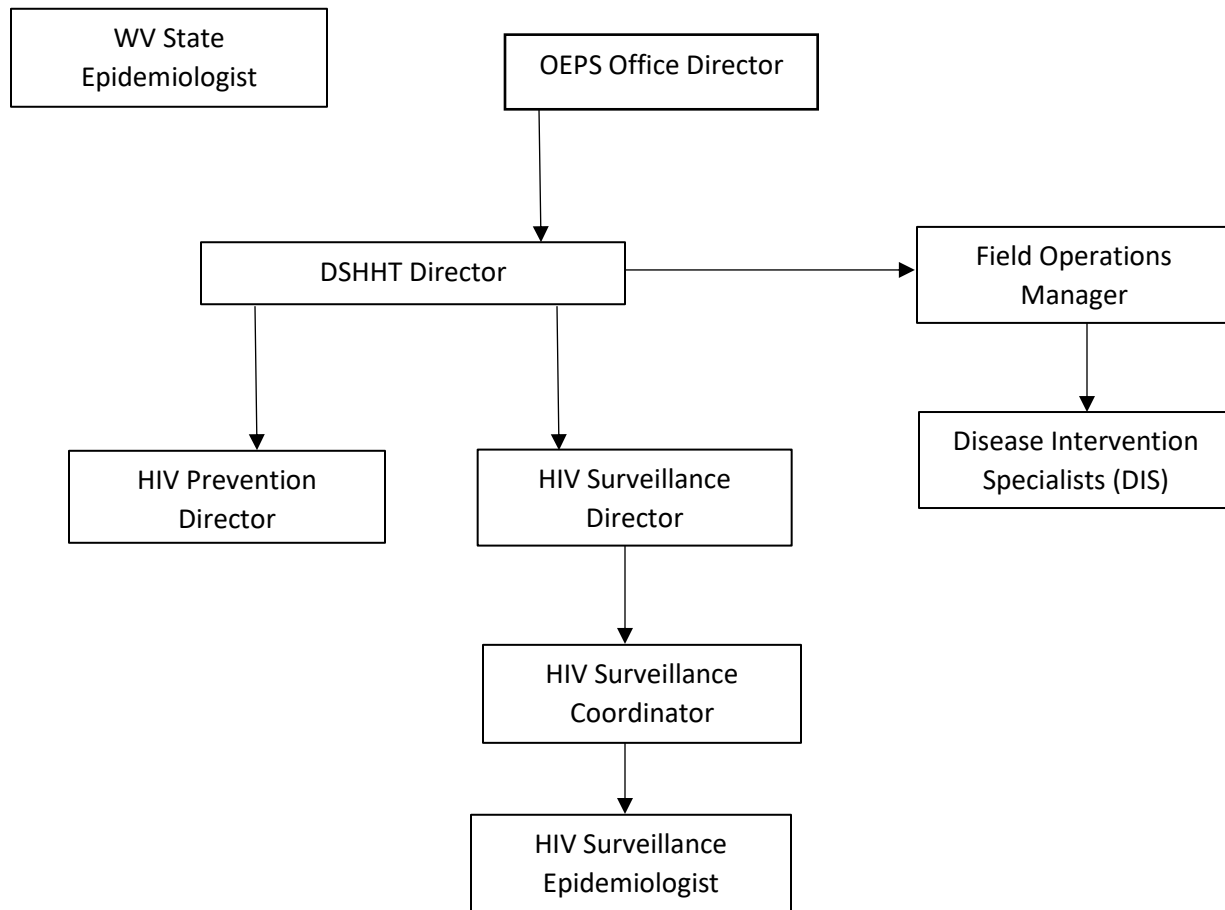 WV State
Epidemiologist
OEPS Office Director
DSHHT Director
Field Operations
Manager
HIV Prevention
Director
HIV Surveillance
Director
Disease Intervention
Specialists (DIS)
HIV Surveillance
Coordinator
HIV Surveillance
Epidemiologist